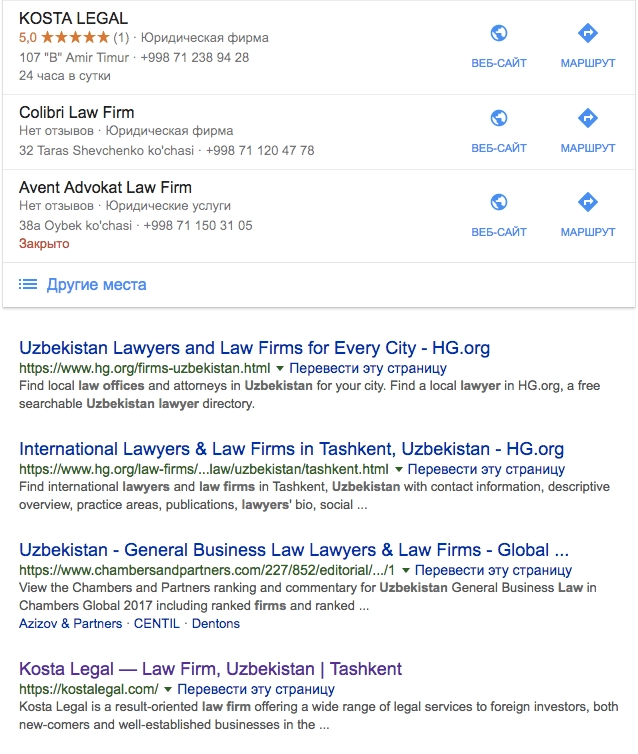 KOSTA LEGAL
5,0 ★★★★★ (1) · Юридическая фирма
107 "B" Amir Timur · +998 71 238 94 28
24 часа в сутки
ВЕБ-САЙТ МАРШРУТ
Colibri Law Firm
Нет отзывов · Юридическая фирма
32 Taras Shevchenko ko'chasi · +998 71 120 47 78
ВЕБ-САЙТ МАРШРУТ
Avent Advokat Law Firm
Нет отзывов · Юридические услуги
38a Oybek ko'chasi · +998 71 150 31 05
Закрыто
ВЕБ-САЙТ МАРШРУТ
Другие места
Uzbekistan Lawyers and Law Firms for Every City - HG.org
https://www.hg.org/firms-uzbekistan.html ▼ Перевести эту страницу
Find local law offices and attorneys in Uzbekistan for your city. Find a local lawyer in HG.org, a free
searchable Uzbekistan lawyer directory.
International Lawyers & Law Firms in Tashkent, Uzbekistan - HG.org
https://www.hg.org/law-firms/...law/uzbekistan/tashkent.html ▼ Перевести эту страницу
Find international lawyers and law firms in Tashkent, Uzbekistan with contact information, descriptive
overview, practice areas, publications, lawyers' bio, social ...
Uzbekistan - General Business Law Lawyers & Law Firms - Global ...
https://www.chambersandpartners.com/227/852/editorial/.../1 ▼ Перевести эту страницу
View the Chambers and Partners ranking and commentary for Uzbekistan General Business Law in
Chambers Global 2017 including ranked firms and ranked ...
Azizov & Partners · CENTIL · Dentons
Kosta Legal — Law Firm, Uzbekistan | Tashkent
https://kostalegal.com/ ▼ Перевести эту страницу
Kosta Legal is a result-oriented law firm offering a wide range of legal services to foreign investors, both
new-comers and well-established businesses in the ...